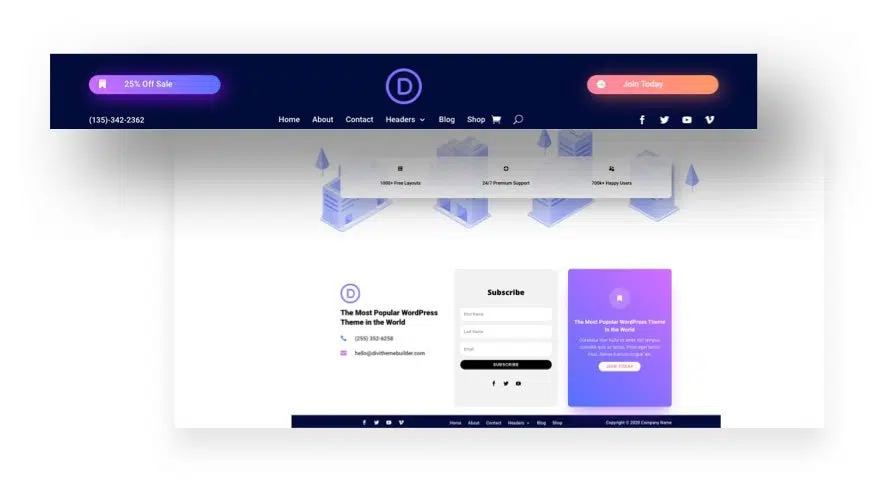 25% Off Sale
D
Join Today
(135)-342-2362
Home About Contact Headers Blog Shop
1000+ Free Layouts
24/7 Premium Support
700k+ Happy Users
D
The Most Popular WordPress
Theme in the World
(255) 352-6258
hello@divithemebuilder.com
Subscribe
First Name
Last Name
Email
SUBSCRIBE
The Most Popular WordPress Theme
in the World
JOIN TODAY
Home About Contact Headers Blog Shop
Copyright © 2020 Company Name